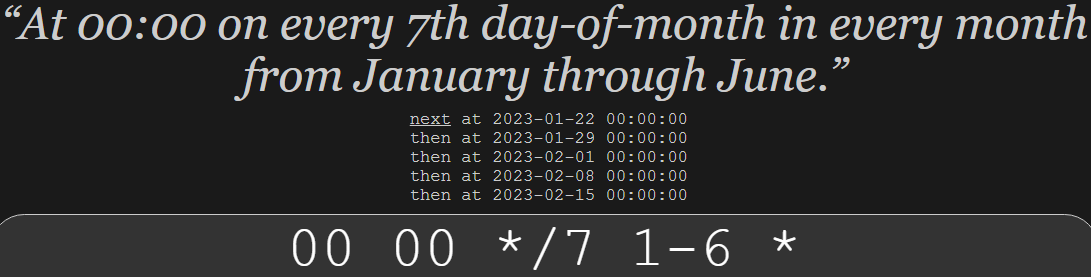 “At 00:00 on every 7th day-of-month in every month
from January through June.”
next at 2023-01-22 00:00:00
then at 2023-01-29 00:00:00
then at 2023-02-01 00:00:00
then at 2023-02-08 00:00:00
then at 2023-02-15 00:00:00
00 00 */7 1-6 *